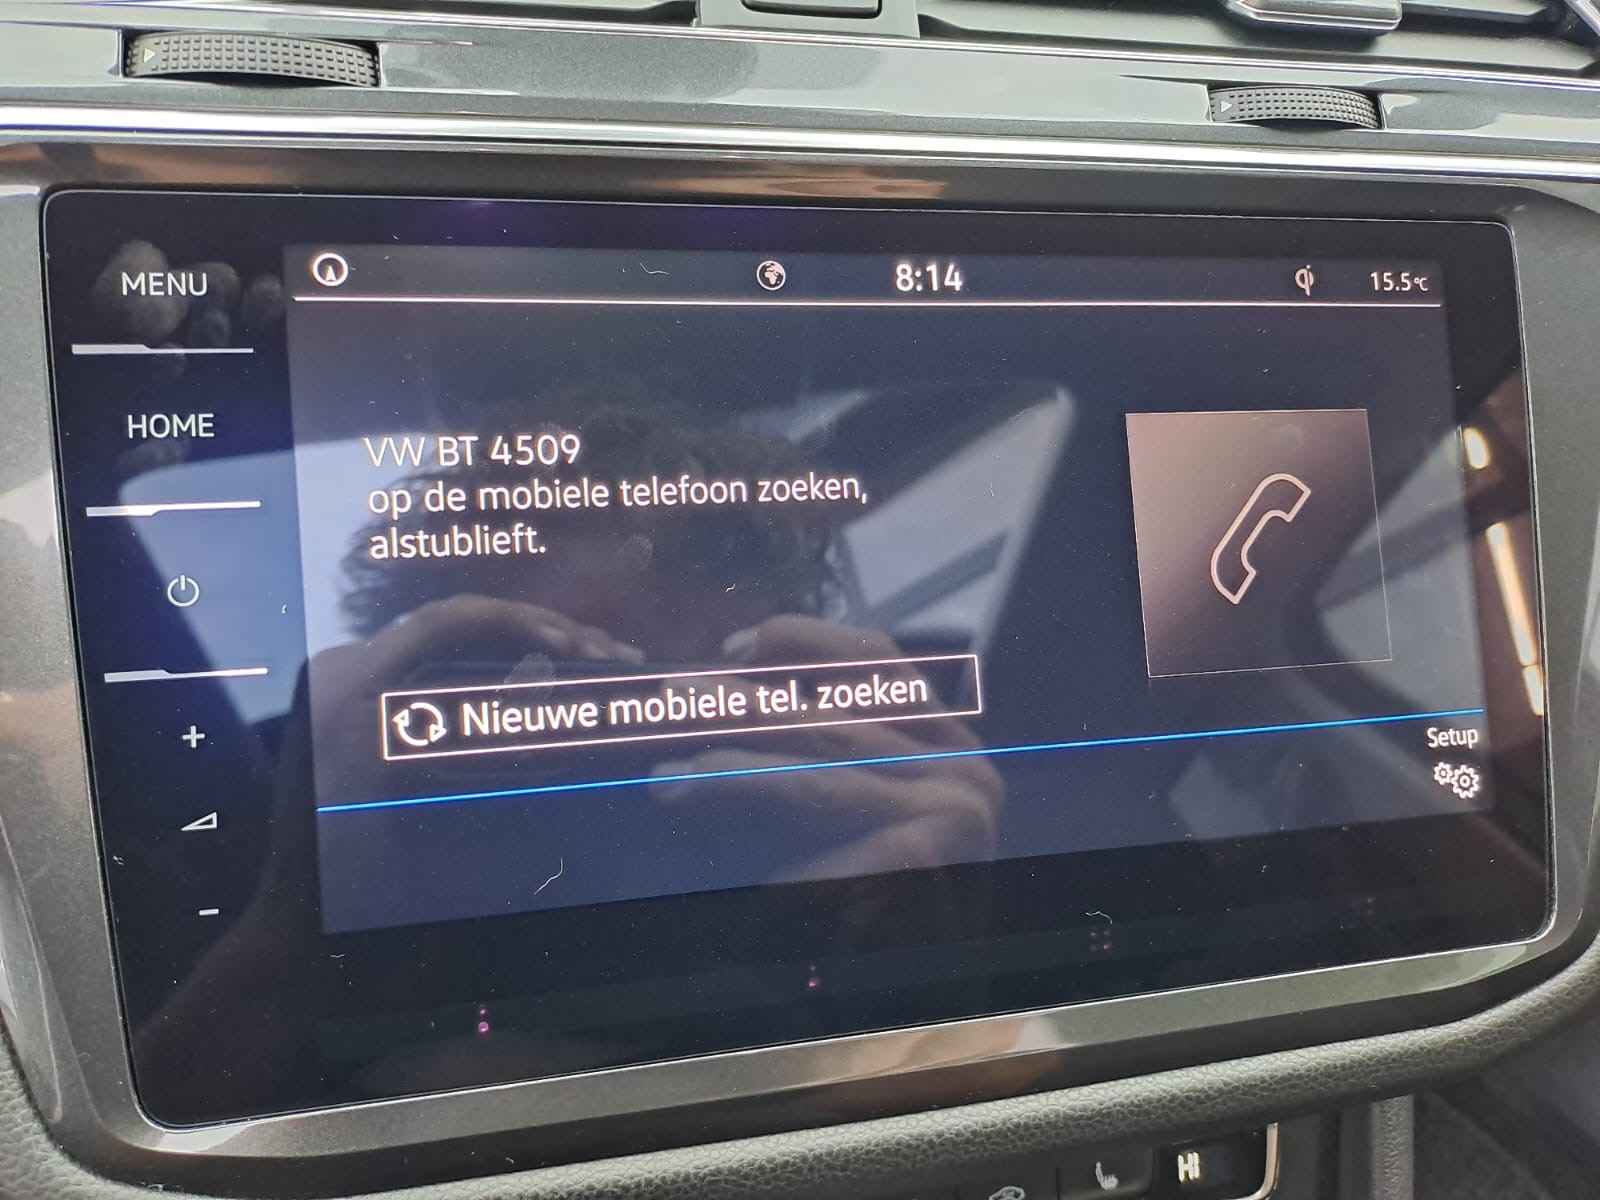 MENU
HOME
8:14
15.5°C
VW BT 4509
op de mobiele telefoon zoeken,
alstublieft.
Nieuwe mobiele tel. zoeken
Setup
HI